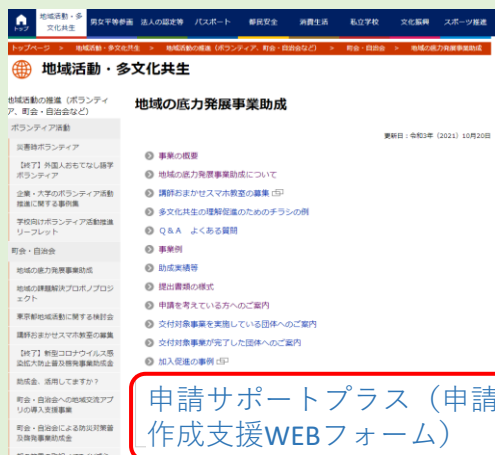 トップ
地域活動・多
文化共生
男女平等参画
法人の認定等
パスポート
都民安全
消費生活
私立学校
文化振興
スポーツ推進
トップページ > 地域活動・多文化共生 > 地域活動の推進（ボランティア、町会・自治会など） > 町会・自治会 > 地域の底力発展事業助成
地域活動・多文化共生
地域活動の推進（ボランティ
ア、町会・自治会など）
ボランティア活動
災害時ボランティア
【終了】外国人おもてなし語学
ボランティア
企業・大学のボランティア活動
推進に関する事例集
学校向けボランティア活動推進
リーフレット
町会・自治会
地域の底力発展事業助成
地域の課題解決プロボノプロジ
ェクト
東京都地域活動に関する検討会
講師おまかせスマホ教室の募集
【終了】新型コロナウイルス感
染拡大防止普及啓発事業助成金
助成金、活用してますか？
町会・自治会への地域交流アプ
リの導入支援事業
町会・自治会による防災対策普
及啓発事業助成金
地域の底力発展事業助成
更新日：令和3年（2021）10月20日
事業の概要
地域の底力発展事業助成について
講師おまかせスマホ教室の募集
多文化共生の理解促進のためのチラシの例
Q＆A　よくある質問
事業例
助成実績等
提出書類の様式
申請を考えている方へのご案内
交付対象事業を実施している団体へのご案内
交付対象事業が完了した団体へのご案内
加入促進の事例
申請サポートプラス（申請
作成支援WEBフォーム）